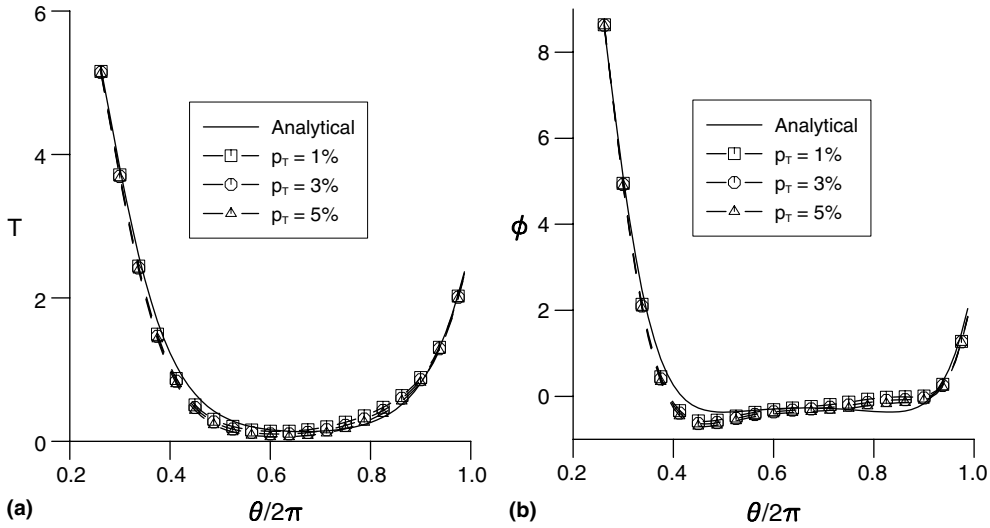 6
4
T
2
0
Analytical
p_T = 1%
p_T = 3%
p_T = 5%
0.2 0.4 0.6 0.8 1.0
(a) θ/2π
8
6
4
ϕ
2
0
Analytical
p_T = 1%
p_T = 3%
p_T = 5%
0.2 0.4 0.6 0.8 1.0
(b) θ/2π